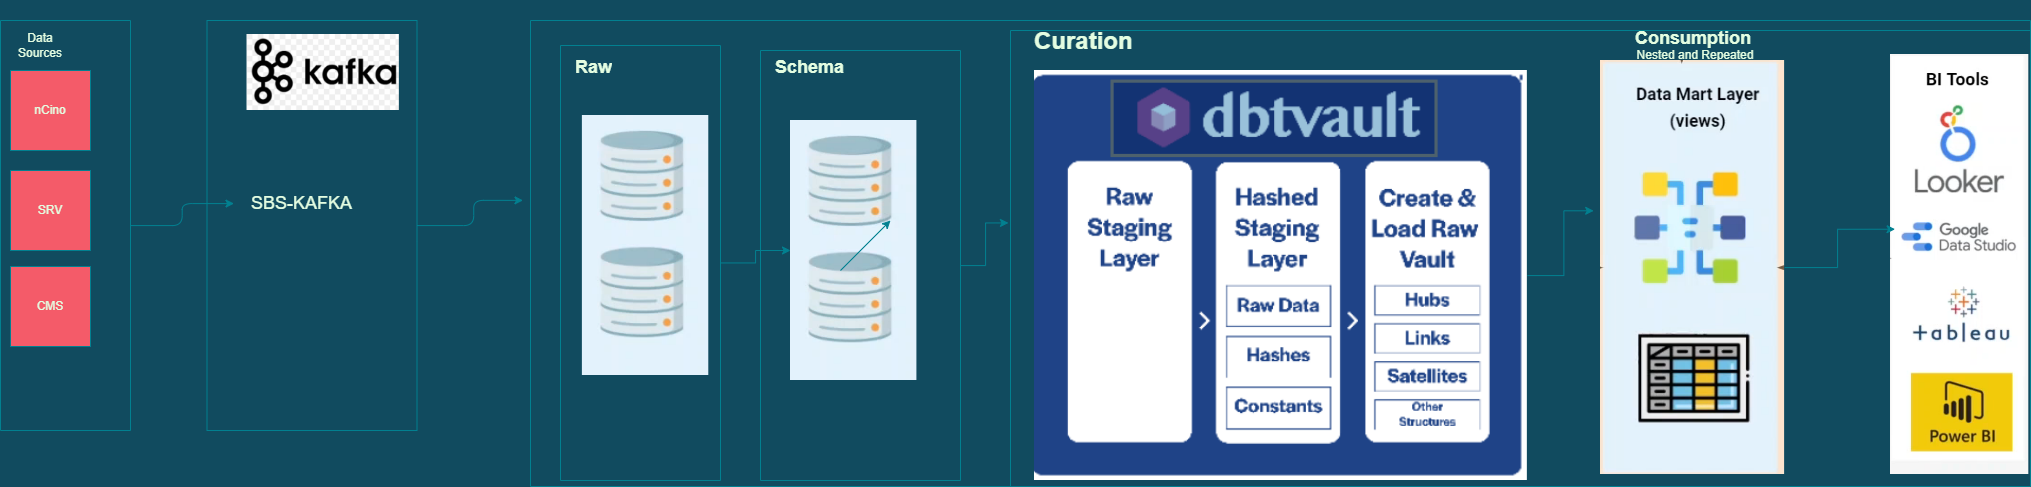 Data
Sources
nCino
SRV
CMS
kafka
SBS-KAFKA
Raw
Schema
Curation
dbtvault
Raw
Staging
Layer
Hashed
Staging
Layer
Raw Data
Hashes
Constants
Create &
Load Raw
Vault
Hubs
Links
Satellites
Other
Structures
Consumption
Nested and Repeated
Data Mart Layer
(views)
BI Tools
Looker
Google
Data Studio
+ableau
Power BI